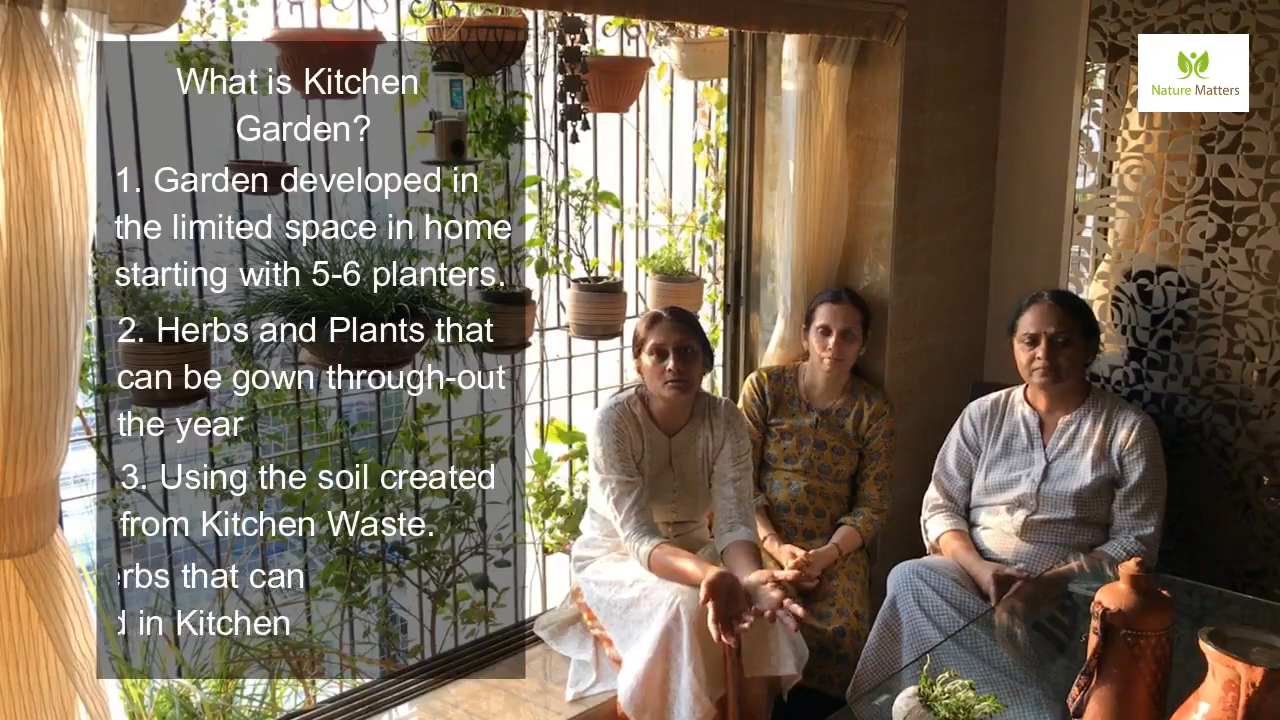 What is Kitchen
Garden?
1. Garden developed in
the limited space in home
starting with 5-6 planters.
2. Herbs and Plants that
can be gown through-out
the year
3. Using the soil created
from Kitchen Waste.
that can
in Kitchen
Nature Matters